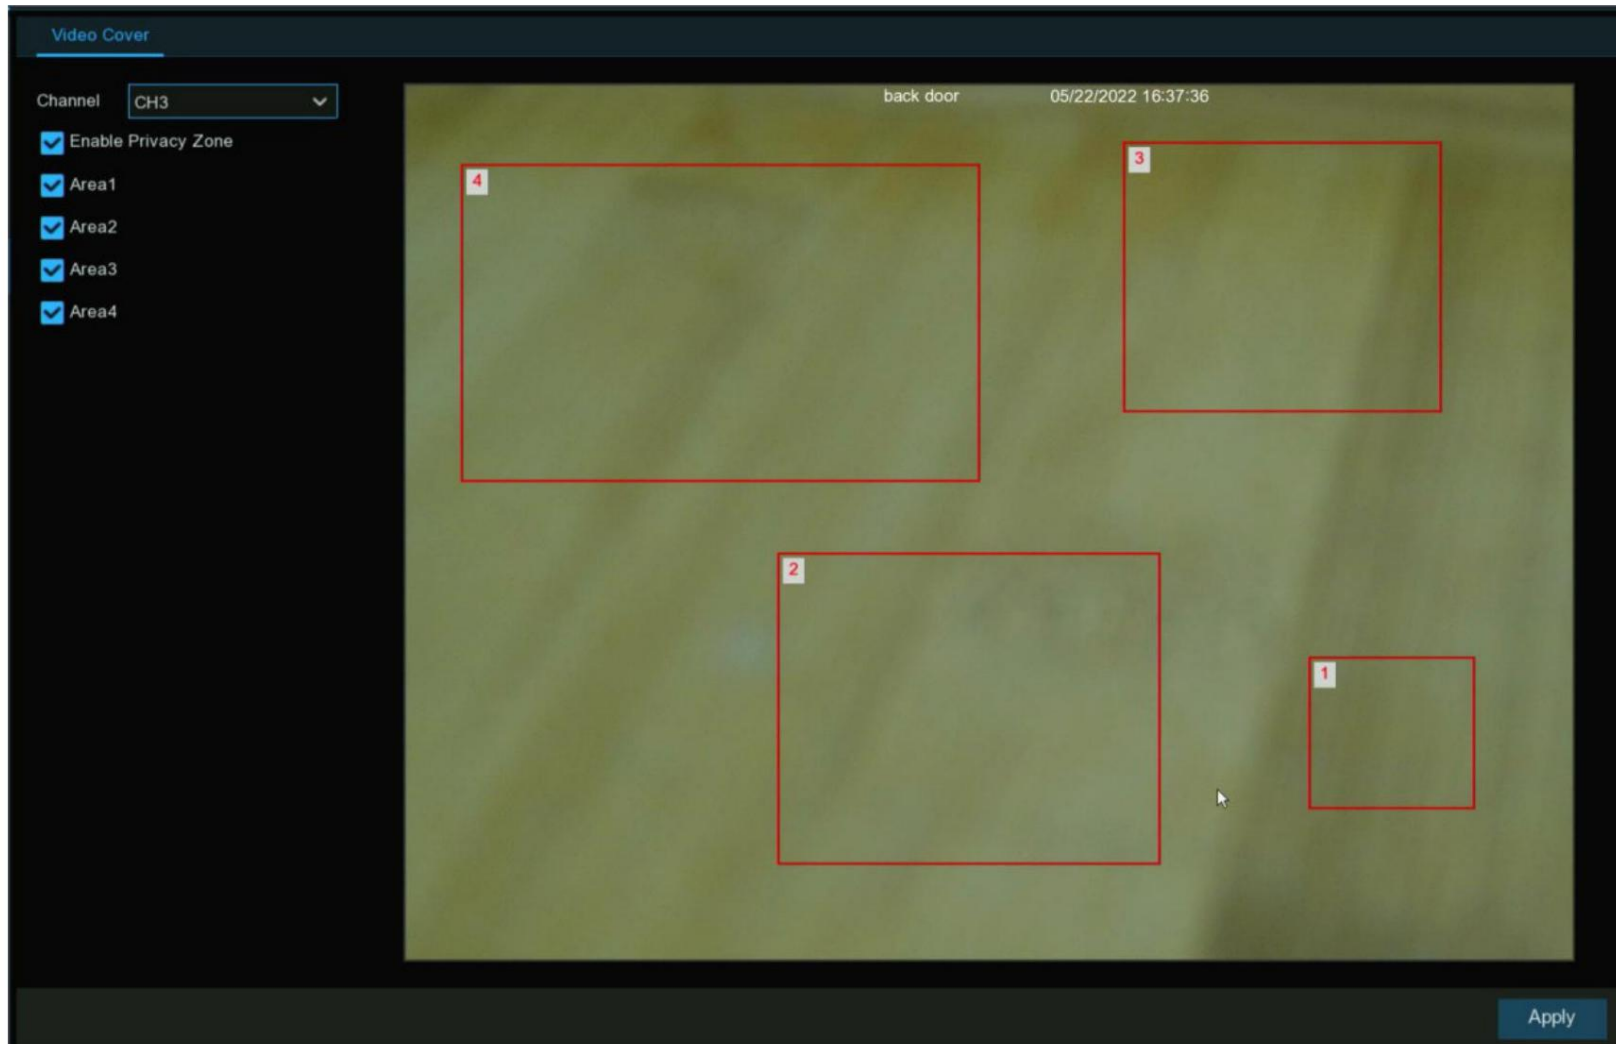 Video Cover
Channel CH3
Enable Privacy Zone
Area1
Area2
Area3
Area4
back door 05/22/2022 16:37:36
3
4
2
1
Apply